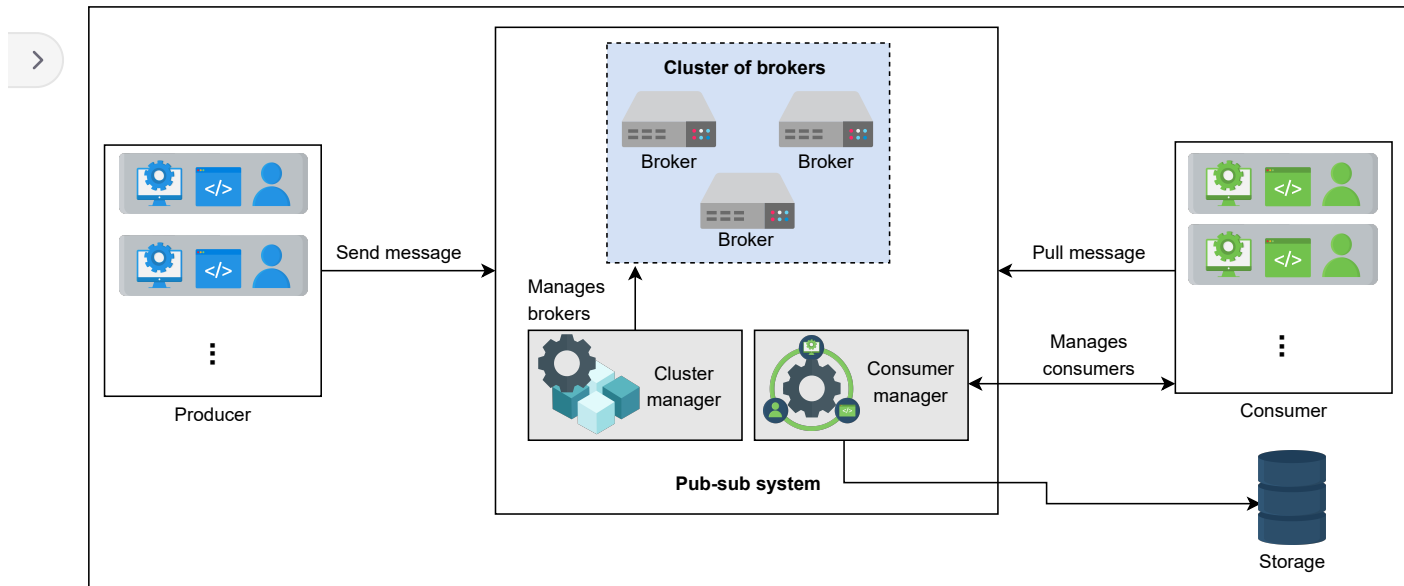 Cluster of brokers
Broker
Broker
Broker
</>
</>
Producer
Send message
Manages
brokers
Cluster
manager
Consumer
manager
</>
Pub-sub system
Pull message
Manages
consumers
</>
</>
Consumer
Storage